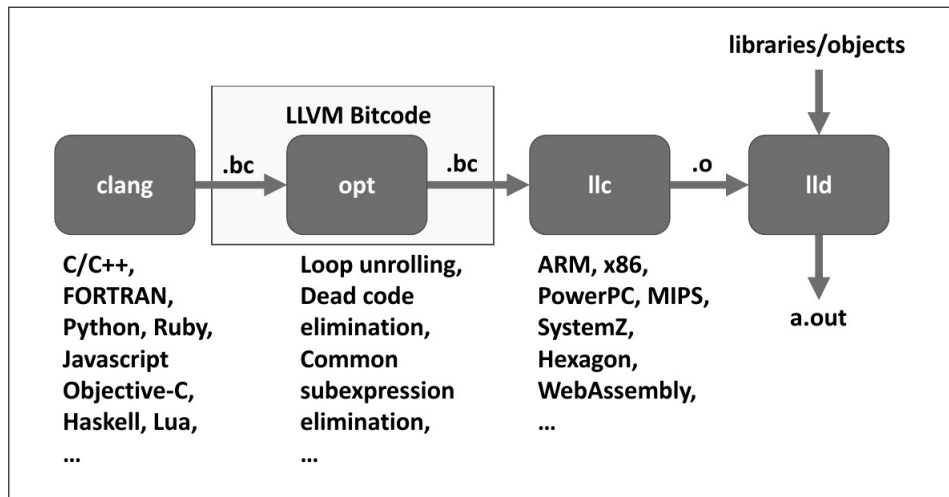 libraries/objects
LLVM Bitcode
clang
.bc
opt
.bc
llc
.o
lld
C/C++,
FORTRAN,
Python, Ruby,
Javascript
Objective-C,
Haskell, Lua,
...
Loop unrolling,
Dead code
elimination,
Common
subexpression
elimination,
...
ARM, x86,
PowerPC, MIPS,
SystemZ,
Hexagon,
WebAssembly,
...
a.out